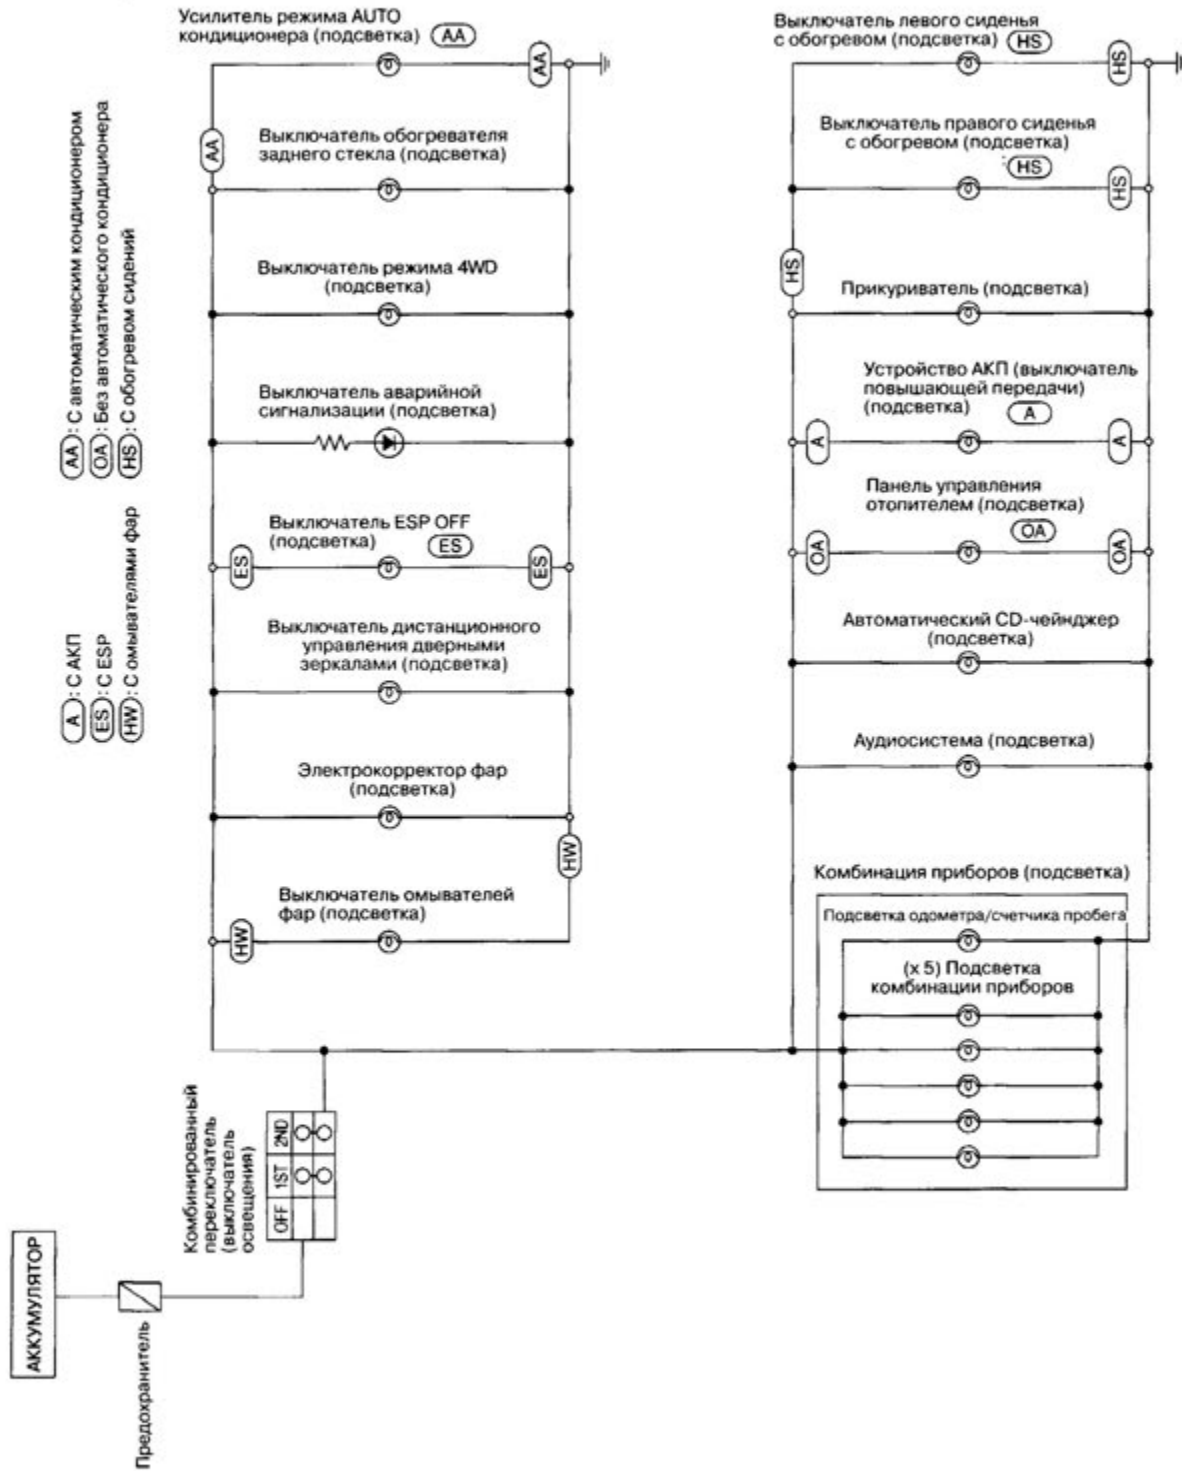 Усилитель режима AUTO
кондиционера (подсветка) AA
AA
AA
Выключатель обогревателя
заднего стекла (подсветка)
Выключатель режима 4WD
(подсветка)
Выключатель аварийной
сигнализации (подсветка)
Выключатель ESP OFF
(подсветка) ES
ES
ES
Выключатель дистанционного
управления дверными
зеркалами (подсветка)
Электрокорректор фар
(подсветка)
HW
Выключатель омывателей
фар (подсветка)
HW
AA : С автоматическим кондиционером
OA : Без автоматического кондиционера
HS : С обогревом сидений
A : С АКП
ES : С ESP
HW : С омывателями фар
Выключатель левого сиденья
с обогревом (подсветка) HS
HS
Выключатель правого сиденья
с обогревом (подсветка)
HS
HS
HS
Прикуриватель (подсветка)
Устройство АКП (выключатель
повышающей передачи)
(подсветка) A
A
A
Панель управления
отопителем (подсветка)
OA
OA
OA
Автоматический CD-чейнджер
(подсветка)
Аудиосистема (подсветка)
Комбинация приборов (подсветка)
Подсветка одометра/счетчика пробега
(x 5) Подсветка
комбинации приборов
Комбинированный
переключатель
(выключатель
освещения)
OFF 1ST 2ND
АККУМУЛЯТОР
Предохранитель